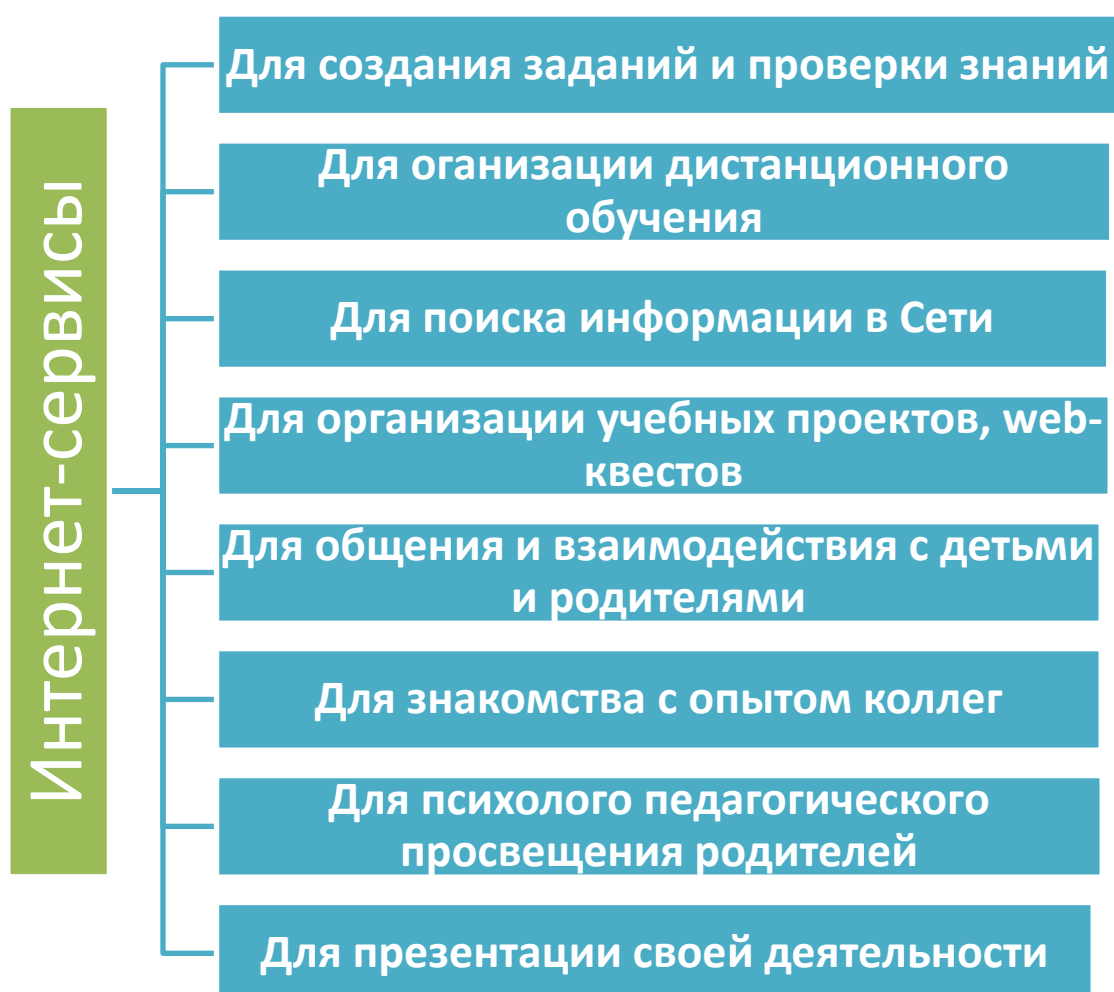 Интернет-сервисы
Для создания заданий и проверки знаний
Для оганизации дистанционного
обучения
Для поиска информации в Сети
Для организации учебных проектов, web-
квестов
Для общения и взаимодействия с детьми
и родителями
Для знакомства с опытом коллег
Для психолого педагогического
просвещения родителей
Для презентации своей деятельности